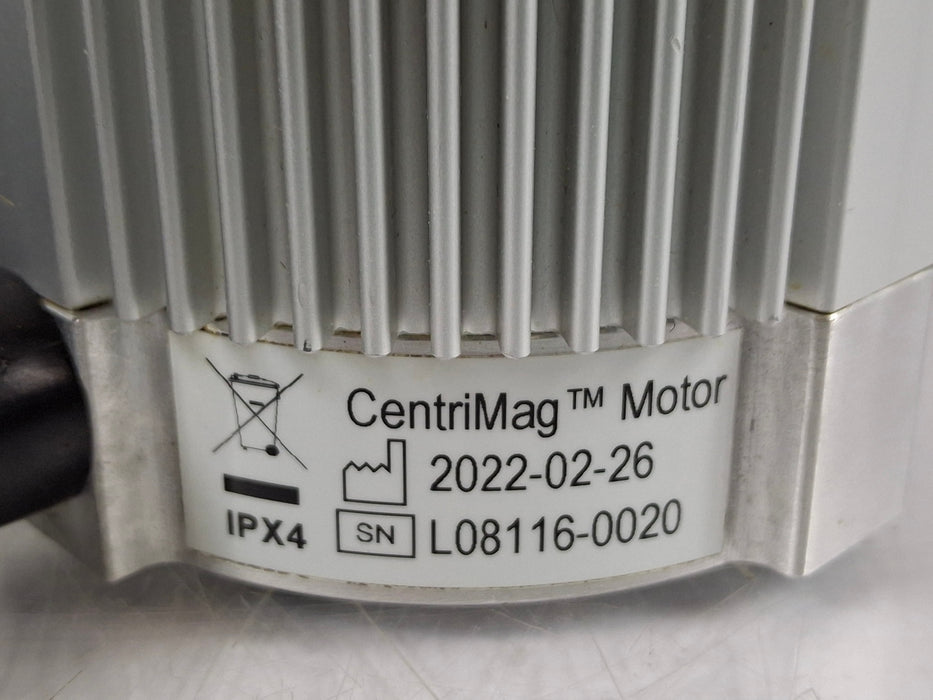 CentriMag™ Motor
2022-02-26
IPX4
SN L08116-0020